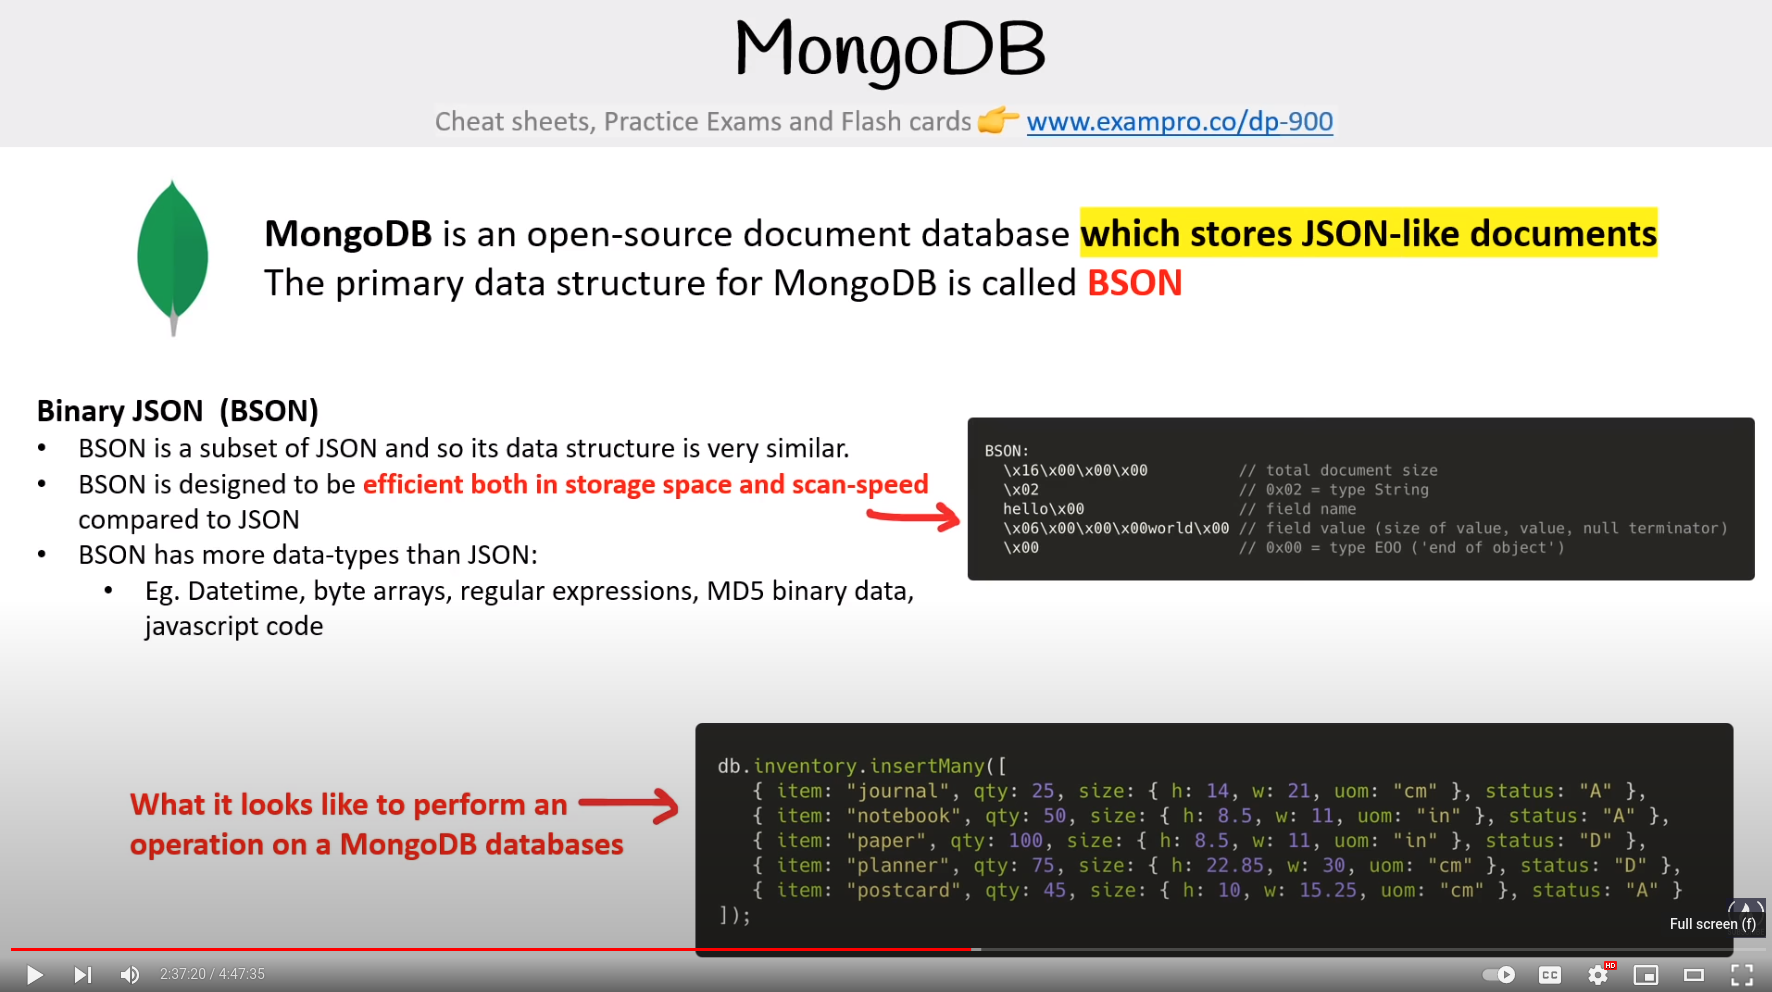 MongoDB
Cheat sheets, Practice Exams and Flash cards 👉 www.exampro.co/dp-900
MongoDB is an open-source document database which stores JSON-like documents
The primary data structure for MongoDB is called BSON
Binary JSON (BSON)
• BSON is a subset of JSON and so its data structure is very similar.
• BSON is designed to be efficient both in storage space and scan-speed
compared to JSON
• BSON has more data-types than JSON:
• Eg. Datetime, byte arrays, regular expressions, MD5 binary data,
javascript code
BSON:
\x16\x00\x00\x00 // total document size
\x02 // 0x02 = type String
hello\x00 // field name
\x06\x00\x00\x00world\x00 // field value (size of value, value, null terminator)
\x00 // 0x00 = type EOO ('end of object')
What it looks like to perform an
operation on a MongoDB databases
db.inventory.insertMany([
{ item: "journal", qty: 25, size: { h: 14, w: 21, uom: "cm" }, status: "A" },
{ item: "notebook", qty: 50, size: { h: 8.5, w: 11, uom: "in" }, status: "A" },
{ item: "paper", qty: 100, size: { h: 8.5, w: 11, uom: "in" }, status: "D" },
{ item: "planner", qty: 75, size: { h: 22.85, w: 30, uom: "cm" }, status: "D" },
{ item: "postcard", qty: 45, size: { h: 10, w: 15.25, uom: "cm" }, status: "A" }
]);
Full screen (f)
2:37:20 / 4:47:35
CC
HD